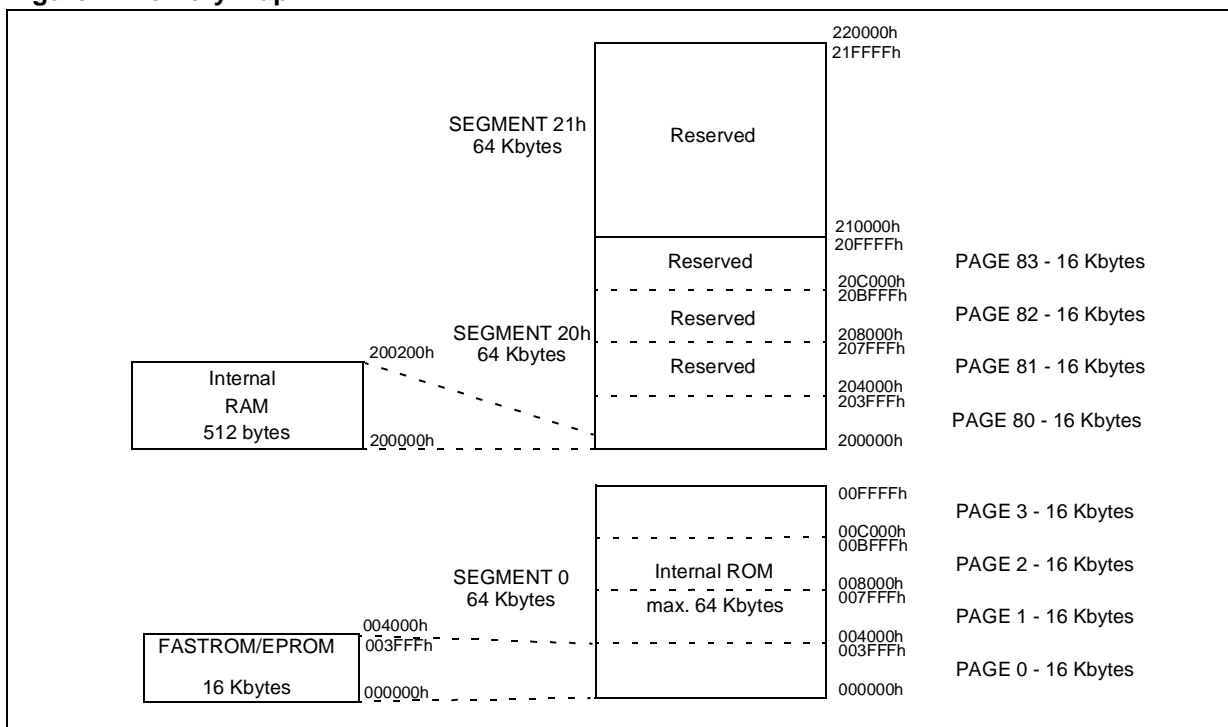 220000h
21FFFFh
SEGMENT 21h
64 Kbytes
Reserved
210000h
20FFFFh
Reserved
PAGE 83 - 16 Kbytes
20C000h
20BFFFh
Reserved
PAGE 82 - 16 Kbytes
SEGMENT 20h
64 Kbytes
208000h
207FFFh
Reserved
PAGE 81 - 16 Kbytes
204000h
203FFFh
PAGE 80 - 16 Kbytes
200000h
200200h
Internal
RAM
512 bytes
200000h
00FFFFh
PAGE 3 - 16 Kbytes
00C000h
00BFFFh
PAGE 2 - 16 Kbytes
SEGMENT 0
64 Kbytes
Internal ROM
max. 64 Kbytes
008000h
007FFFh
PAGE 1 - 16 Kbytes
004000h
003FFFh
PAGE 0 - 16 Kbytes
000000h
004000h
003FFFh
FASTROM/EPROM
16 Kbytes
000000h